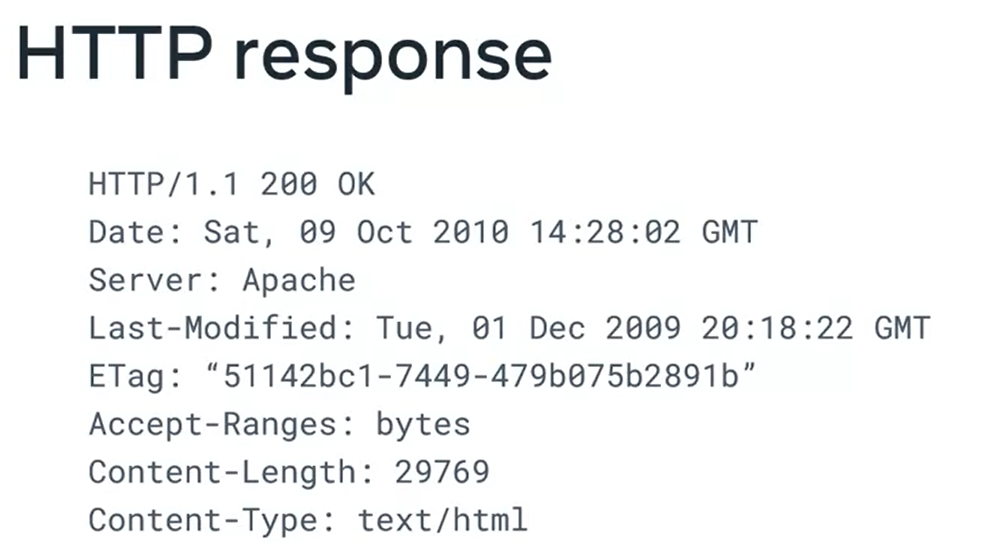 HTTP response
HTTP/1.1 200 OK
Date: Sat, 09 Oct 2010 14:28:02 GMT
Server: Apache
Last-Modified: Tue, 01 Dec 2009 20:18:22 GMT
ETag: “51142bc1-7449-479b075b2891b”
Accept-Ranges: bytes
Content-Length: 29769
Content-Type: text/html